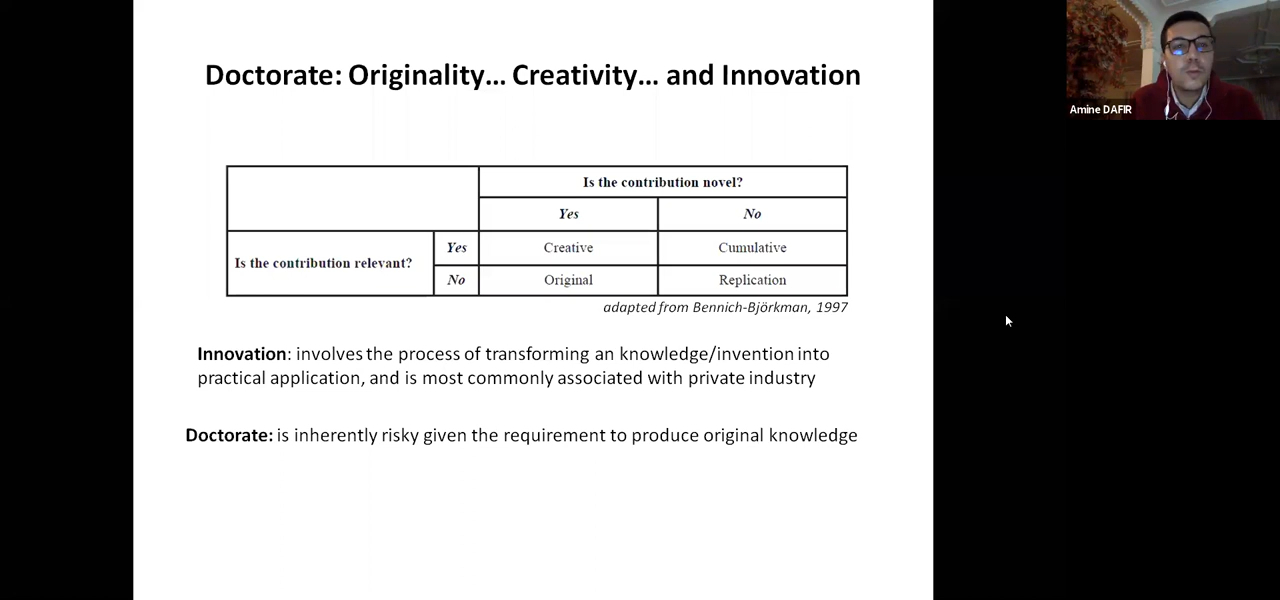 Doctorate: Originality... Creativity... and Innovation
Amine DAFIR
Is the contribution novel?
Yes No
Is the contribution relevant? Yes Creative Cumulative
No Original Replication
adapted from Bennich-Björkman, 1997
Innovation: involves the process of transforming an knowledge/invention into
practical application, and is most commonly associated with private industry
Doctorate: is inherently risky given the requirement to produce original knowledge